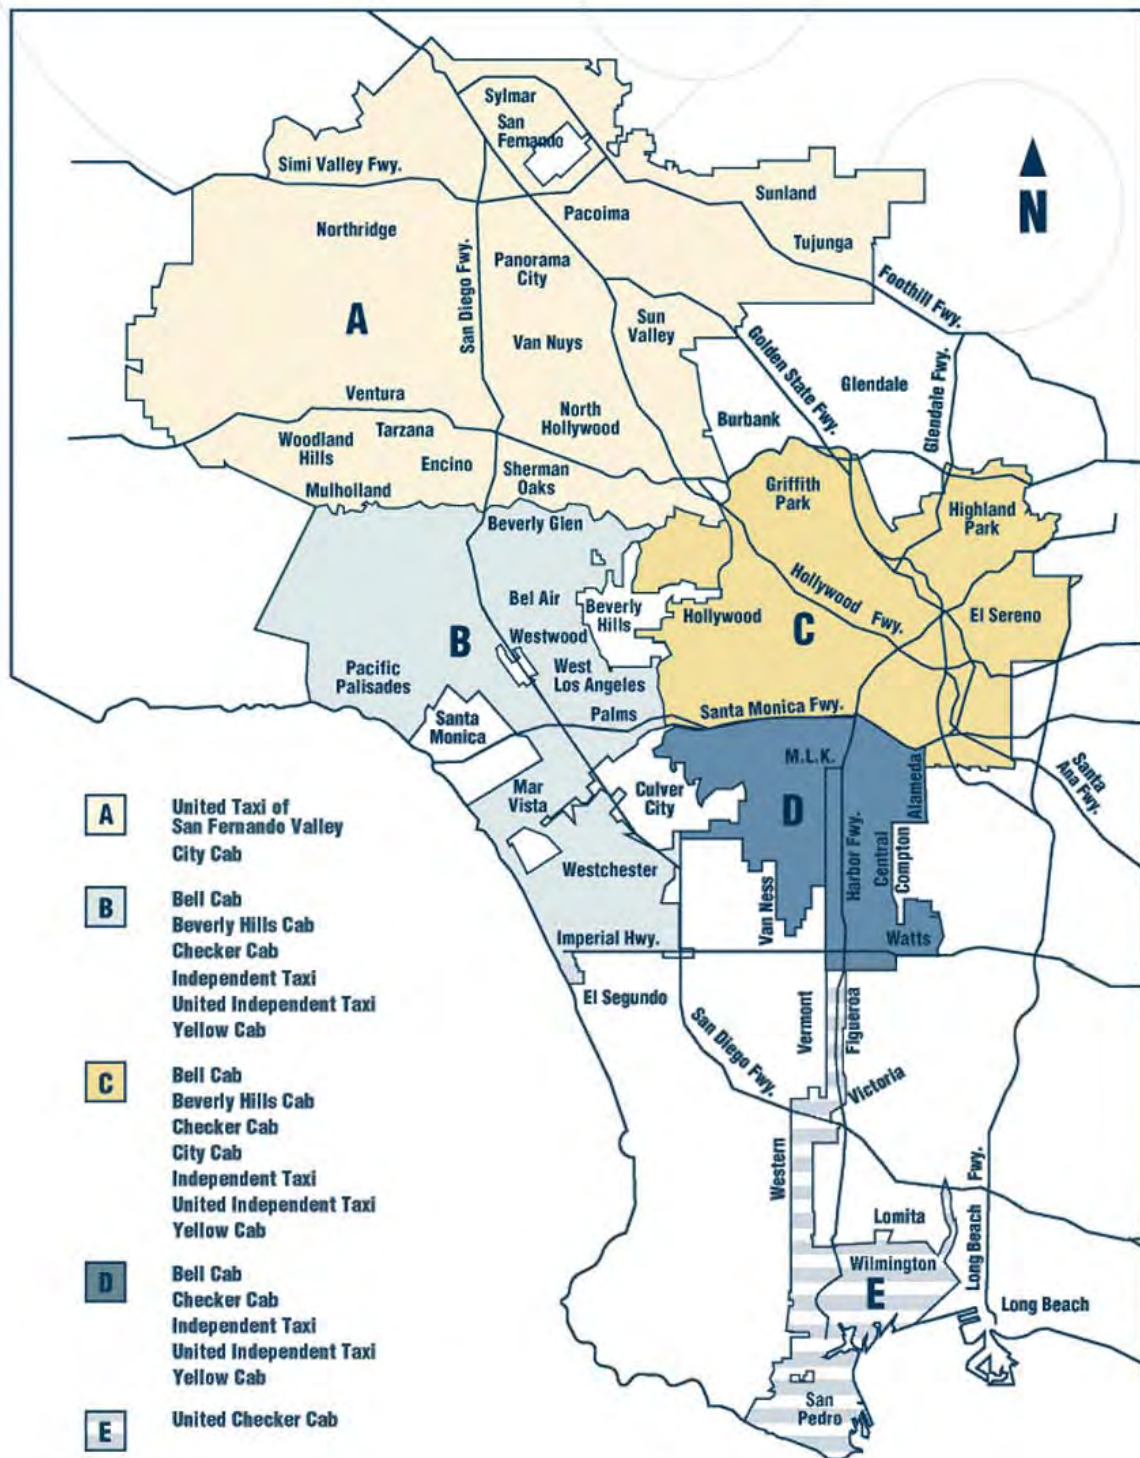 Sylmar
San
Fernando
Simi Valley Fwy.
Sunland
N
Pacoima
Northridge
Tujunga
Panorama
City
San Diego Fwy.
Foothill Fwy.
A
Sun
Valley
Van Nuys
Golden State Fwy.
Glendale
Glendale Fwy.
Ventura
North
Hollywood
Burbank
Tarzana
Woodland
Hills
Encino
Sherman
Oaks
Mulholland
Griffith
Park
Highland
Park
Beverly Glen
Bel Air
Beverly
Hills
Hollywood
Hollywood Fwy.
C
El Sereno
B
Westwood
West
Los Angeles
Pacific
Palisades
Palms
Santa Monica Fwy.
Santa
Monica
M.L.K.
Santa
Ana Fwy.
Mar
Vista
Culver
City
D
Alameda
Harbor Fwy.
Central
Compton
Westchester
Van Ness
Imperial Hwy.
Watts
El Segundo
Vermont
Figueroa
San Diego Fwy.
Victoria
Western
Long Beach Fwy.
Lomita
Wilmington
E
Long Beach
San
Pedro
A
United Taxi of
San Fernando Valley
City Cab
B
Bell Cab
Beverly Hills Cab
Checker Cab
Independent Taxi
United Independent Taxi
Yellow Cab
C
Bell Cab
Beverly Hills Cab
Checker Cab
City Cab
Independent Taxi
United Independent Taxi
Yellow Cab
D
Bell Cab
Checker Cab
Independent Taxi
United Independent Taxi
Yellow Cab
E
United Checker Cab